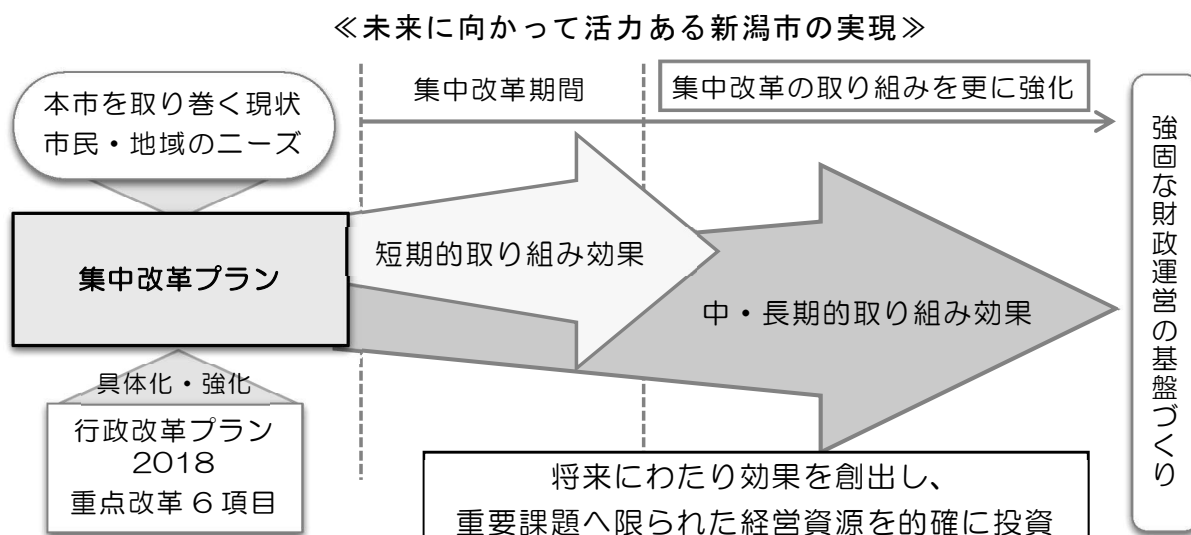 ≪未来に向かって活力ある新潟市の実現≫
本市を取り巻く現状
市民・地域のニーズ
集中改革期間
集中改革の取り組みを更に強化
集中改革プラン
短期的取り組み効果
中・長期的取り組み効果
具体化・強化
行政改革プラン
2018
重点改革6項目
将来にわたり効果を創出し、
重要課題へ限られた経営資源を的確に投資
強固な財政運営の基盤づくり